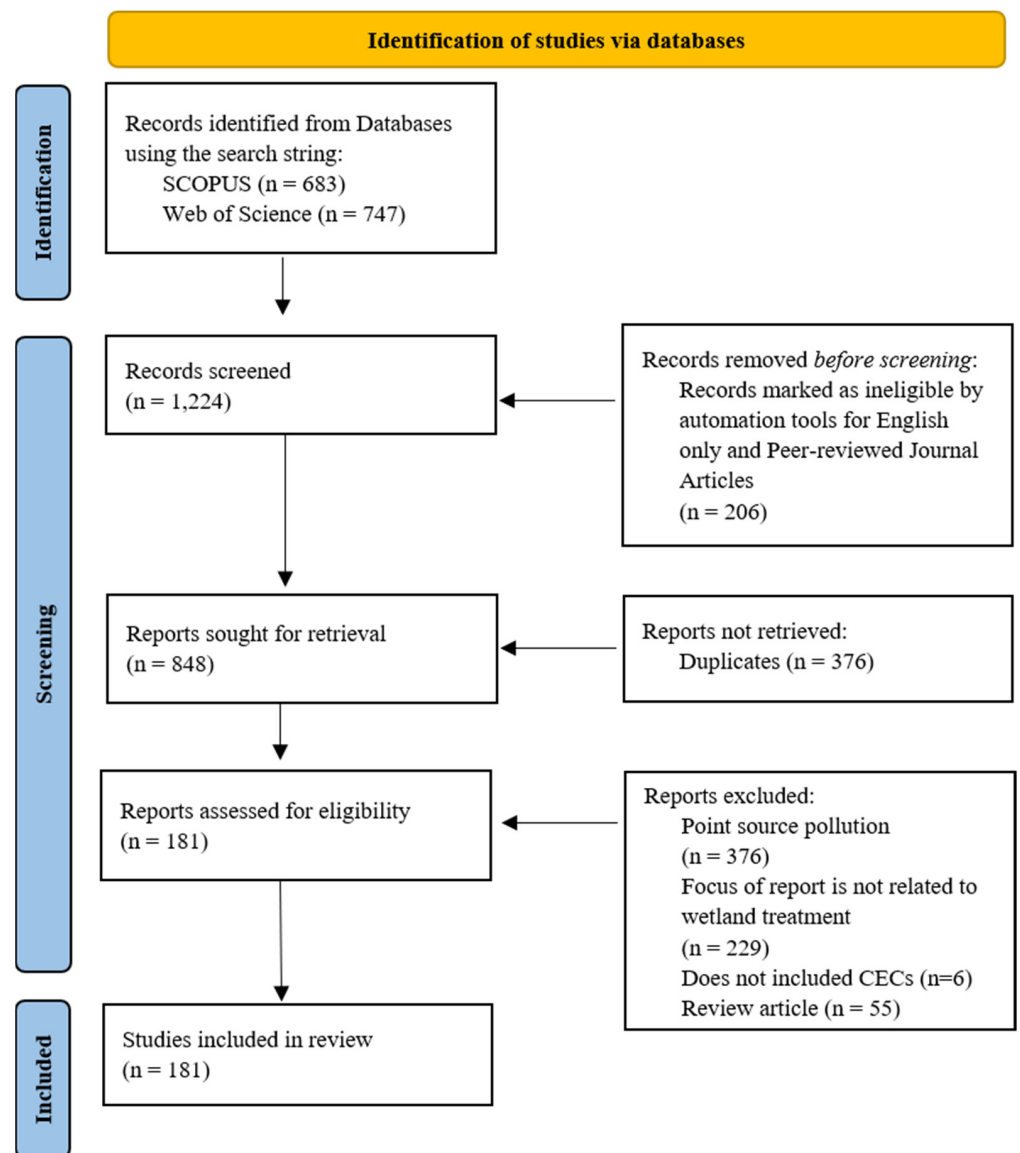 Identification of studies via databases
Identification
Records identified from Databases
using the search string:
SCOPUS (n = 683)
Web of Science (n = 747)
Screening
Records screened
(n = 1,224)
Records removed before screening:
Records marked as ineligible by
automation tools for English
only and Peer-reviewed Journal
Articles
(n = 206)
Reports sought for retrieval
(n = 848)
Reports not retrieved:
Duplicates (n = 376)
Reports assessed for eligibility
(n = 181)
Reports excluded:
Point source pollution
(n = 376)
Focus of report is not related to
wetland treatment
(n = 229)
Does not included CECs (n=6)
Review article (n = 55)
Included
Studies included in review
(n = 181)